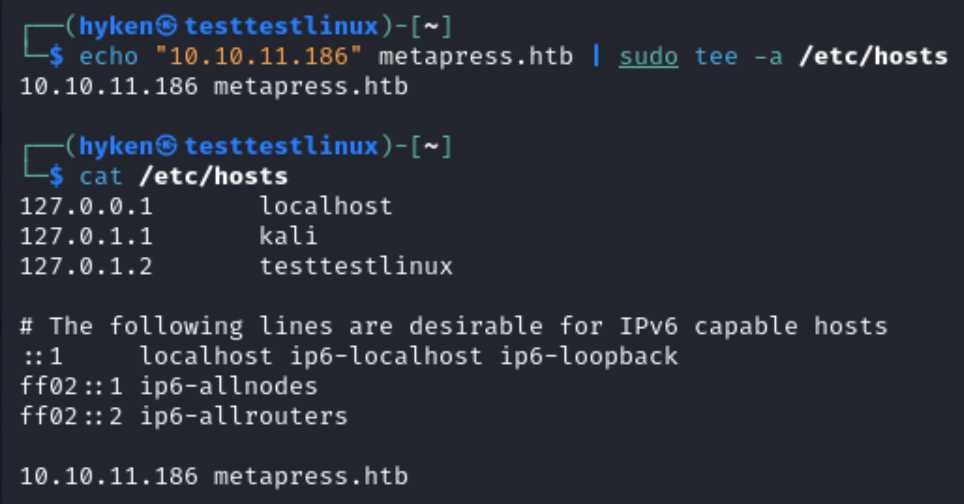 ┌──(hyken㉿testtestlinux)-[~]
└─$ echo "10.10.11.186" metapress.htb | sudo tee -a /etc/hosts
10.10.11.186 metapress.htb
┌──(hyken㉿testtestlinux)-[~]
└─$ cat /etc/hosts
127.0.0.1 localhost
127.0.1.1 kali
127.0.1.2 testtestlinux
# The following lines are desirable for IPv6 capable hosts
::1 localhost ip6-localhost ip6-loopback
ff02::1 ip6-allnodes
ff02::2 ip6-allrouters
10.10.11.186 metapress.htb